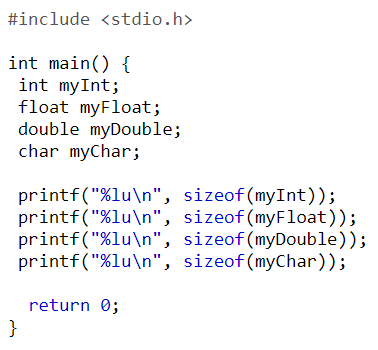 #include <stdio.h>

int main() {
 int myInt;
 float myFloat;
 double myDouble;
 char myChar;

 printf("%lu\n", sizeof(myInt));
 printf("%lu\n", sizeof(myFloat));
 printf("%lu\n", sizeof(myDouble));
 printf("%lu\n", sizeof(myChar));

  return 0;
}